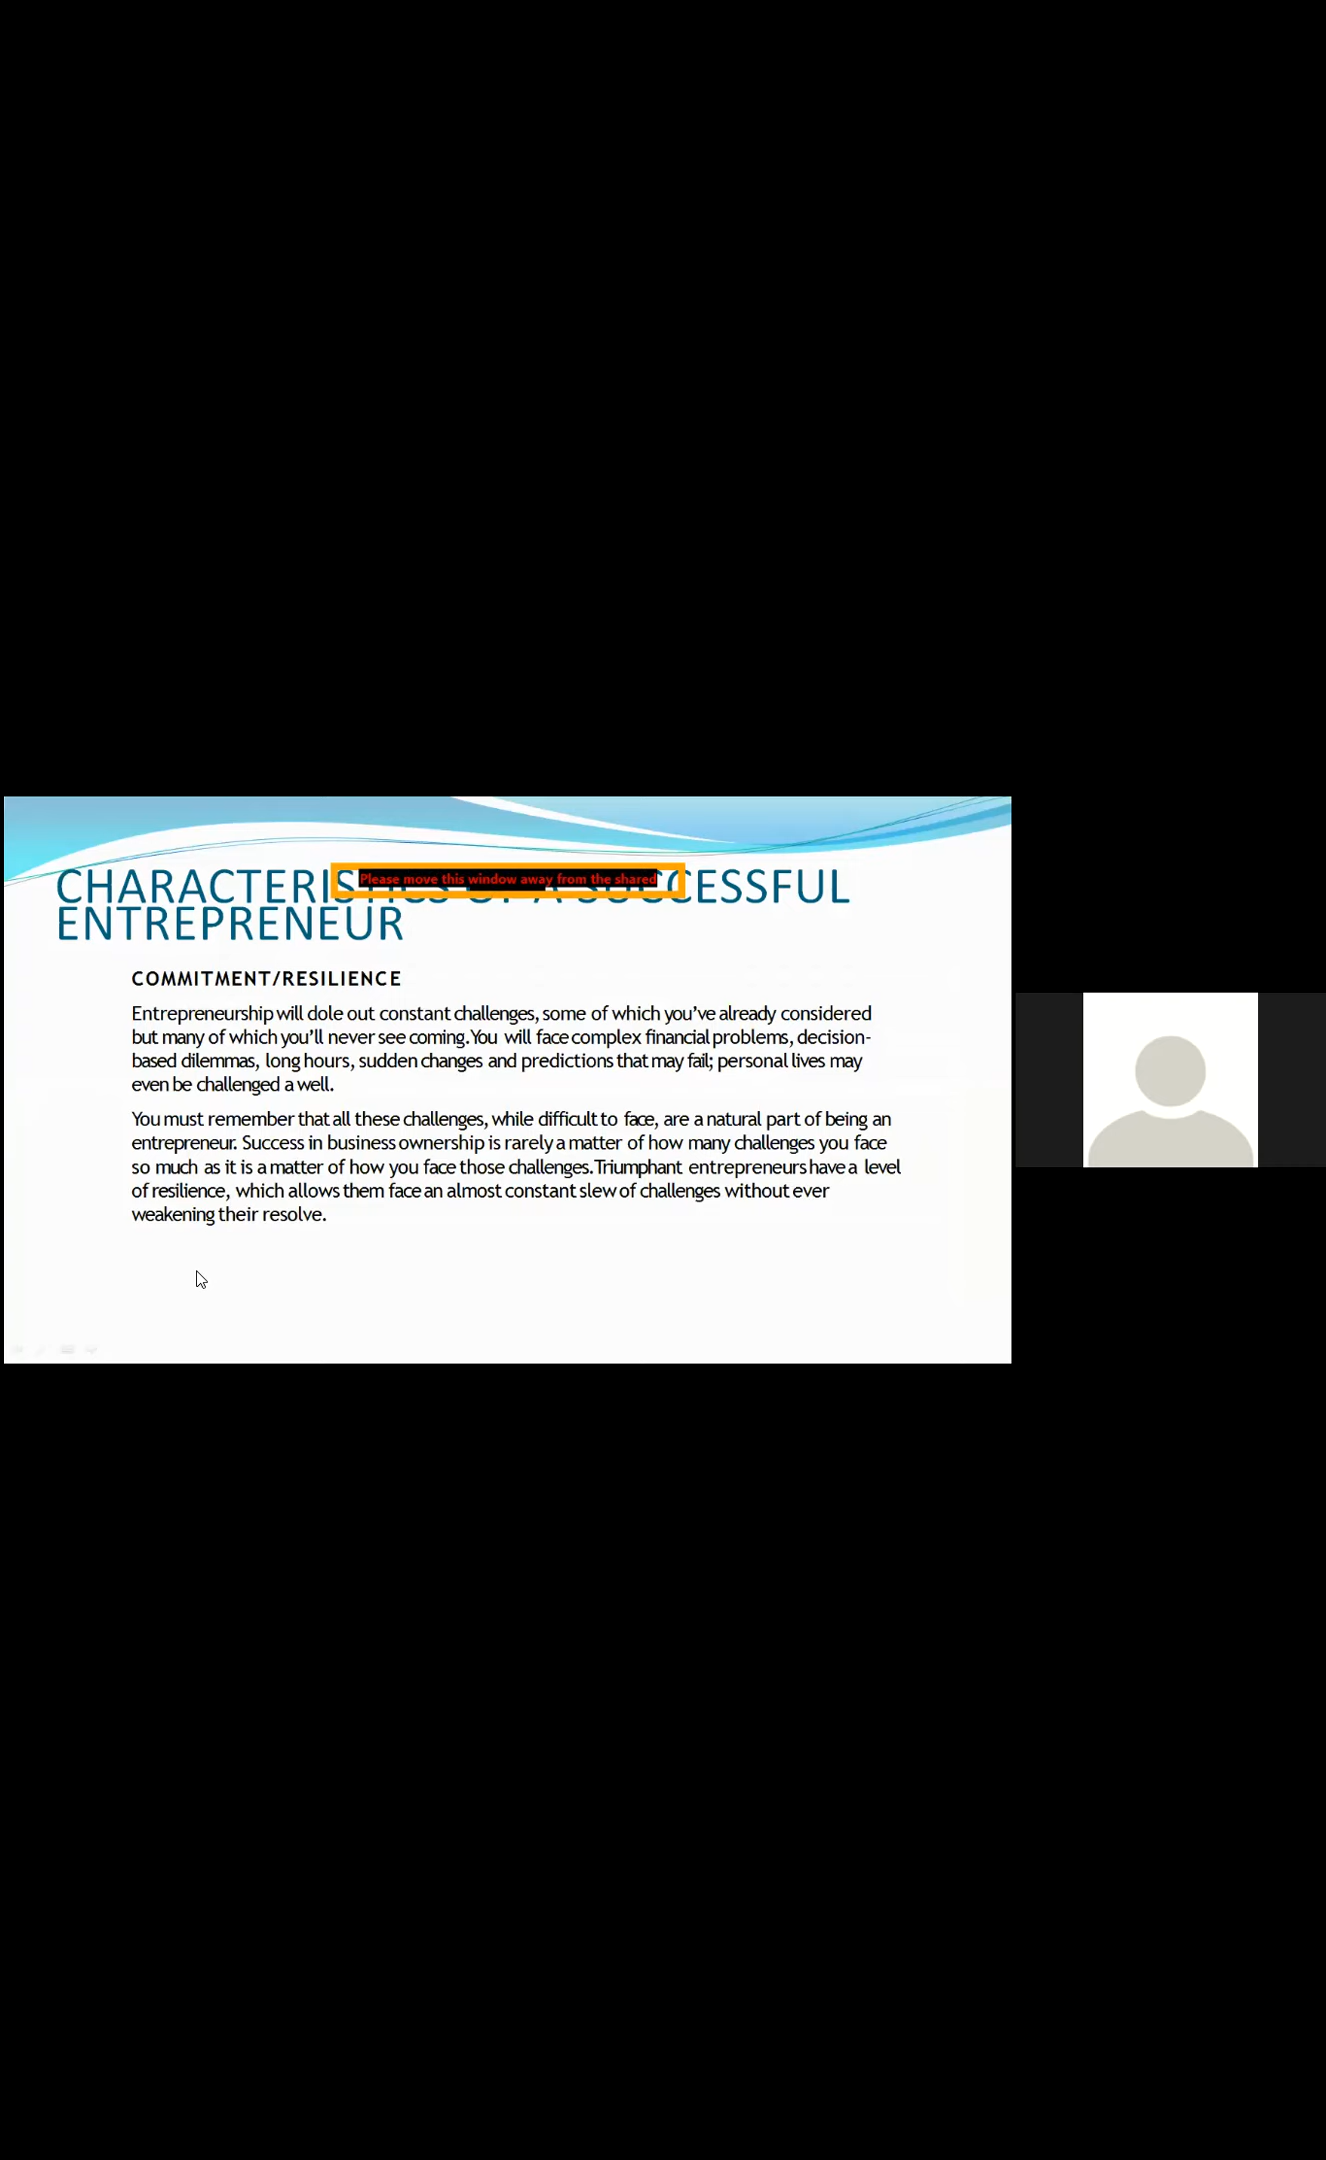 CHARACTERISTICS OF A SUCCESSFUL
Please move this window away from the shared
ENTREPRENEUR
COMMITMENT/RESILIENCE
Entrepreneurship will dole out constant challenges, some of which you’ve already considered
but many of which you’ll never see coming. You will face complex financial problems, decision-
based dilemmas, long hours, sudden changes and predictions that may fail; personal lives may
even be challenged a well.
You must remember that all these challenges, while difficult to face, are a natural part of being an
entrepreneur. Success in business ownership is rarely a matter of how many challenges you face
so much as it is a matter of how you face those challenges. Triumphant entrepreneurs have a level
of resilience, which allows them face an almost constant slew of challenges without ever
weakening their resolve.